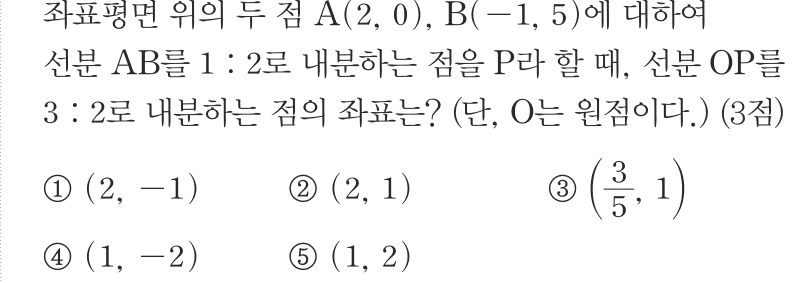 좌표평면 위의 두 점 A(2, 0), B(−1, 5)에 대하여
선분 AB를 1 : 2로 내분하는 점을 P라 할 때, 선분 OP를
3 : 2로 내분하는 점의 좌표는? (단, O는 원점이다.) (3점)
① (2, −1) ② (2, 1) ③ (3/5, 1)
④ (1, −2) ⑤ (1, 2)